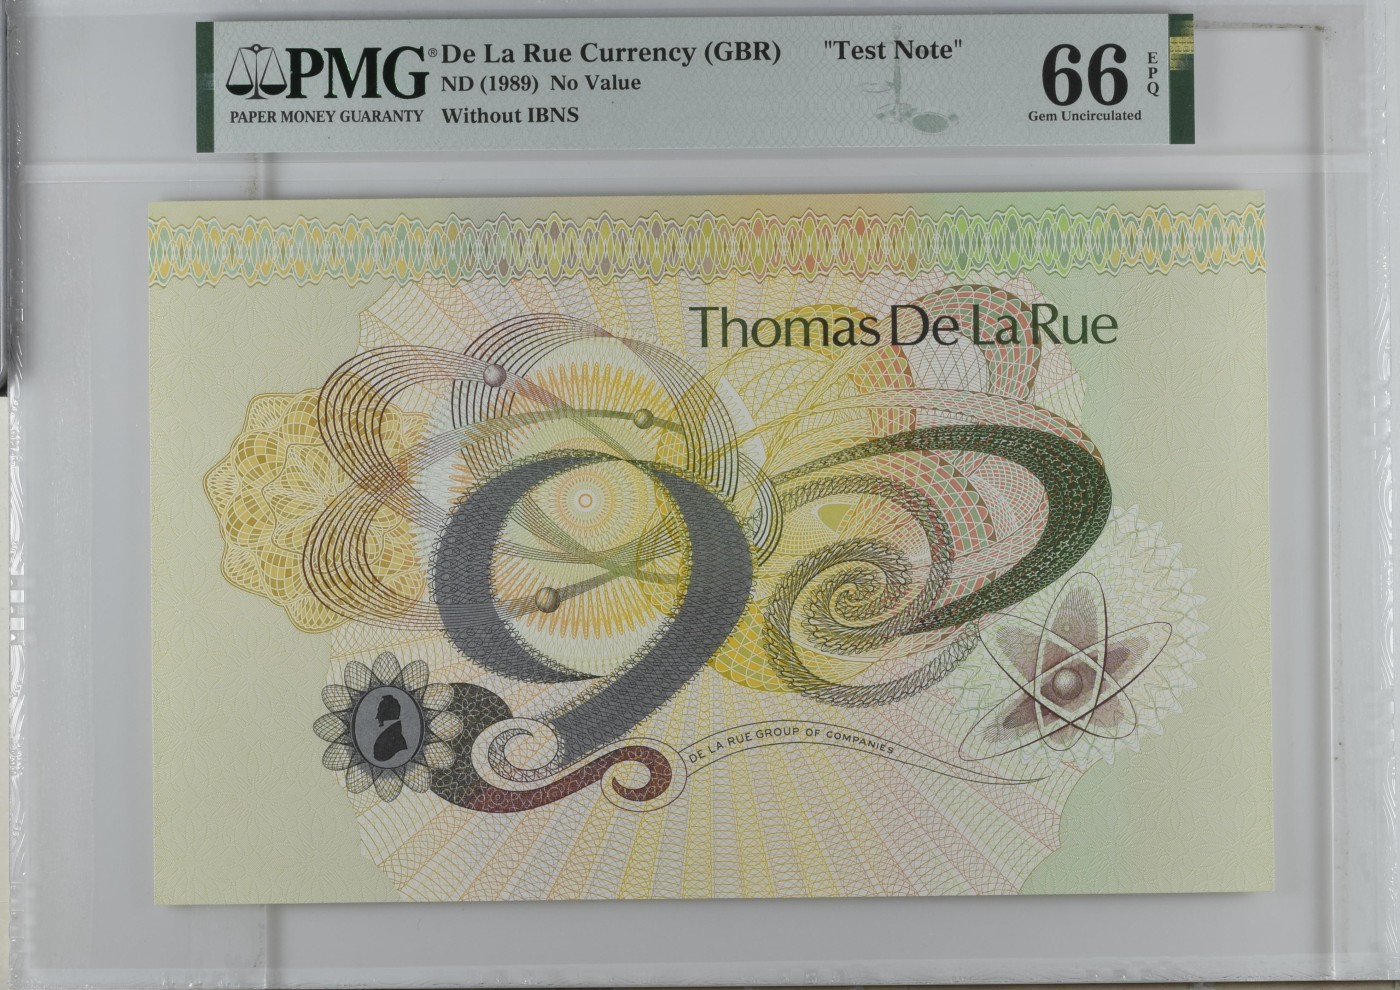 PMG® De La Rue Currency (GBR) "Test Note"
ND (1989) No Value
PAPER MONEY GUARANTY Without IBNS
66 EPQ
Gem Uncirculated
Thomas De La Rue
DE LA RUE GROUP OF COMPANIES